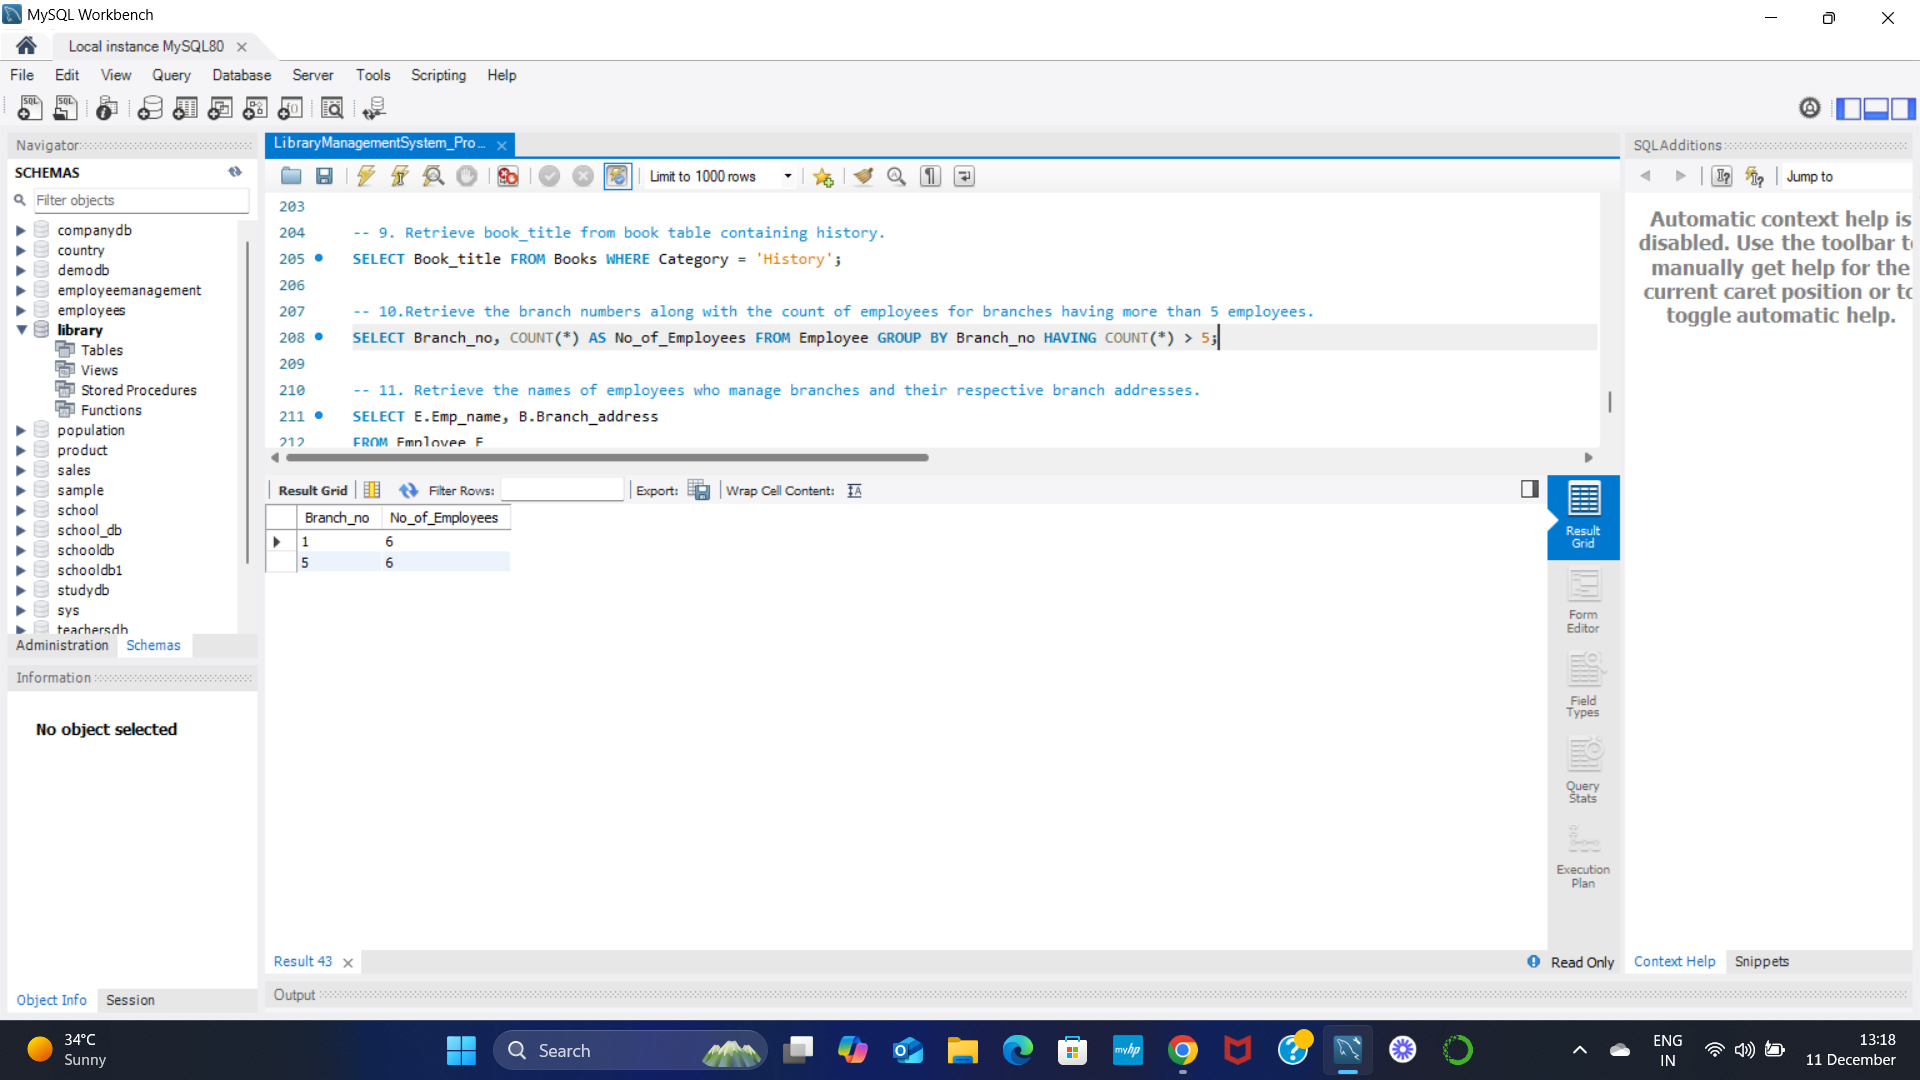 MySQL Workbench
Local instance MySQL80
File Edit View Query Database Server Tools Scripting Help
Navigator
SCHEMAS
Filter objects
companydb
country
demodb
employeemanagement
employees
library
Tables
Views
Stored Procedures
Functions
population
product
sales
sample
school
school_db
schooldb
schooldb1
studydb
sys
teachersdb
Administration Schemas
Information
No object selected
Object Info Session
LibraryManagementSystem_Pro...
Limit to 1000 rows
203
204 -- 9. Retrieve book_title from book table containing history.
205 SELECT Book_title FROM Books WHERE Category = 'History';
206
207 -- 10.Retrieve the branch numbers along with the count of employees for branches having more than 5 employees.
208 SELECT Branch_no, COUNT(*) AS No_of_Employees FROM Employee GROUP BY Branch_no HAVING COUNT(*) > 5;
209
210 -- 11. Retrieve the names of employees who manage branches and their respective branch addresses.
211 SELECT E.Emp_name, B.Branch_address
212 FROM Employee E
Result Grid Filter Rows: Export: Wrap Cell Content:
Branch_no No_of_Employees
1 6
5 6
Result
Grid
Form
Editor
Field
Types
Query
Stats
Execution
Plan
Result 43
Read Only
Output
SQLAdditions
Jump to
Automatic context help is
disabled. Use the toolbar
manually get help for the
current caret position or
toggle automatic help.
Context Help Snippets
34°C
Sunny
Search
myhp
ENG
IN
13:18
11 December